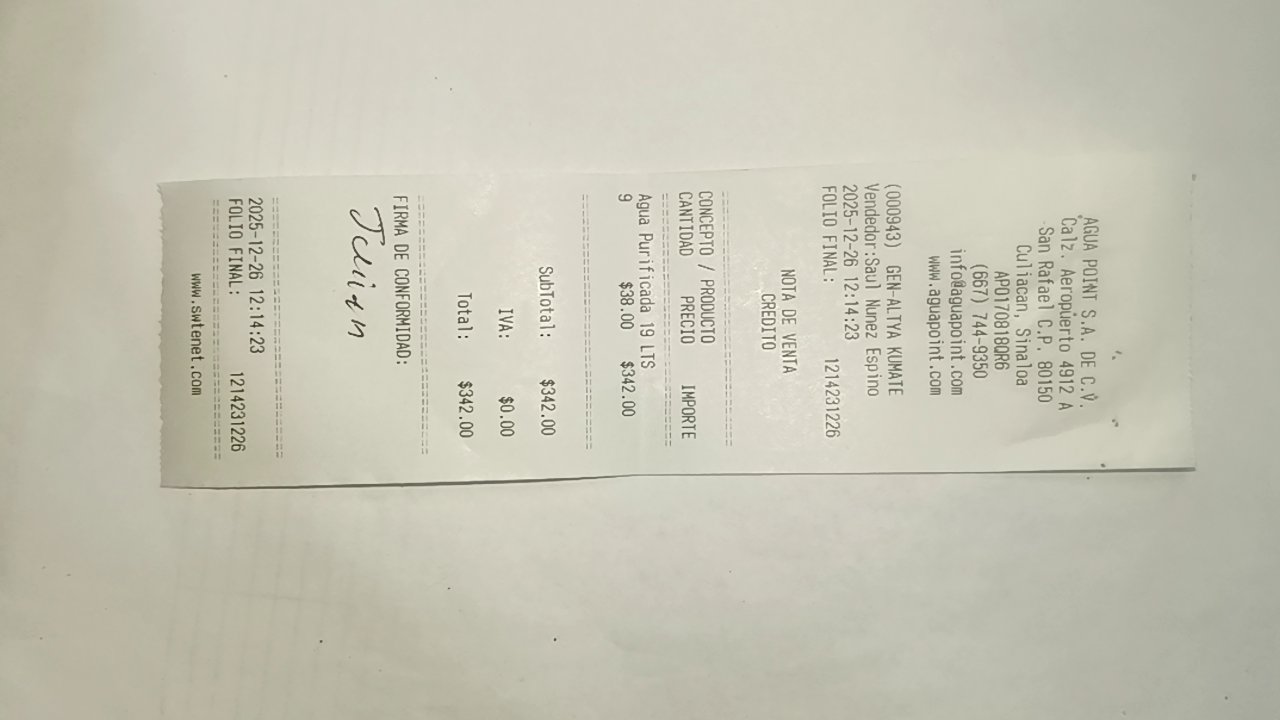 AGUA POINT S.A. DE C.V.
Calz. Aeropuerto 4912 A
San Rafael C.P. 80150
Culiacan, Sinaloa
APO170818QR6
(667) 744-9350
info@aguapoint.com
www.aguapoint.com
(000943) GEN-ALTYA KUMATE
Vendedor:Saul Nunez Espino
2025-12-26 12:14:23
FOLIO FINAL: 1214231226
NOTA DE VENTA
CREDITO
CONCEPTO / PRODUCTO
CANTIDAD PRECIO IMPORTE
Agua Purificada 19 LTS
9 $38.00 $342.00
SubTotal: $342.00
IVA: $0.00
Total: $342.00
FIRMA DE CONFORMIDAD:
Julian
2025-12-26 12:14:23
FOLIO FINAL: 1214231226
www.swtenet.com